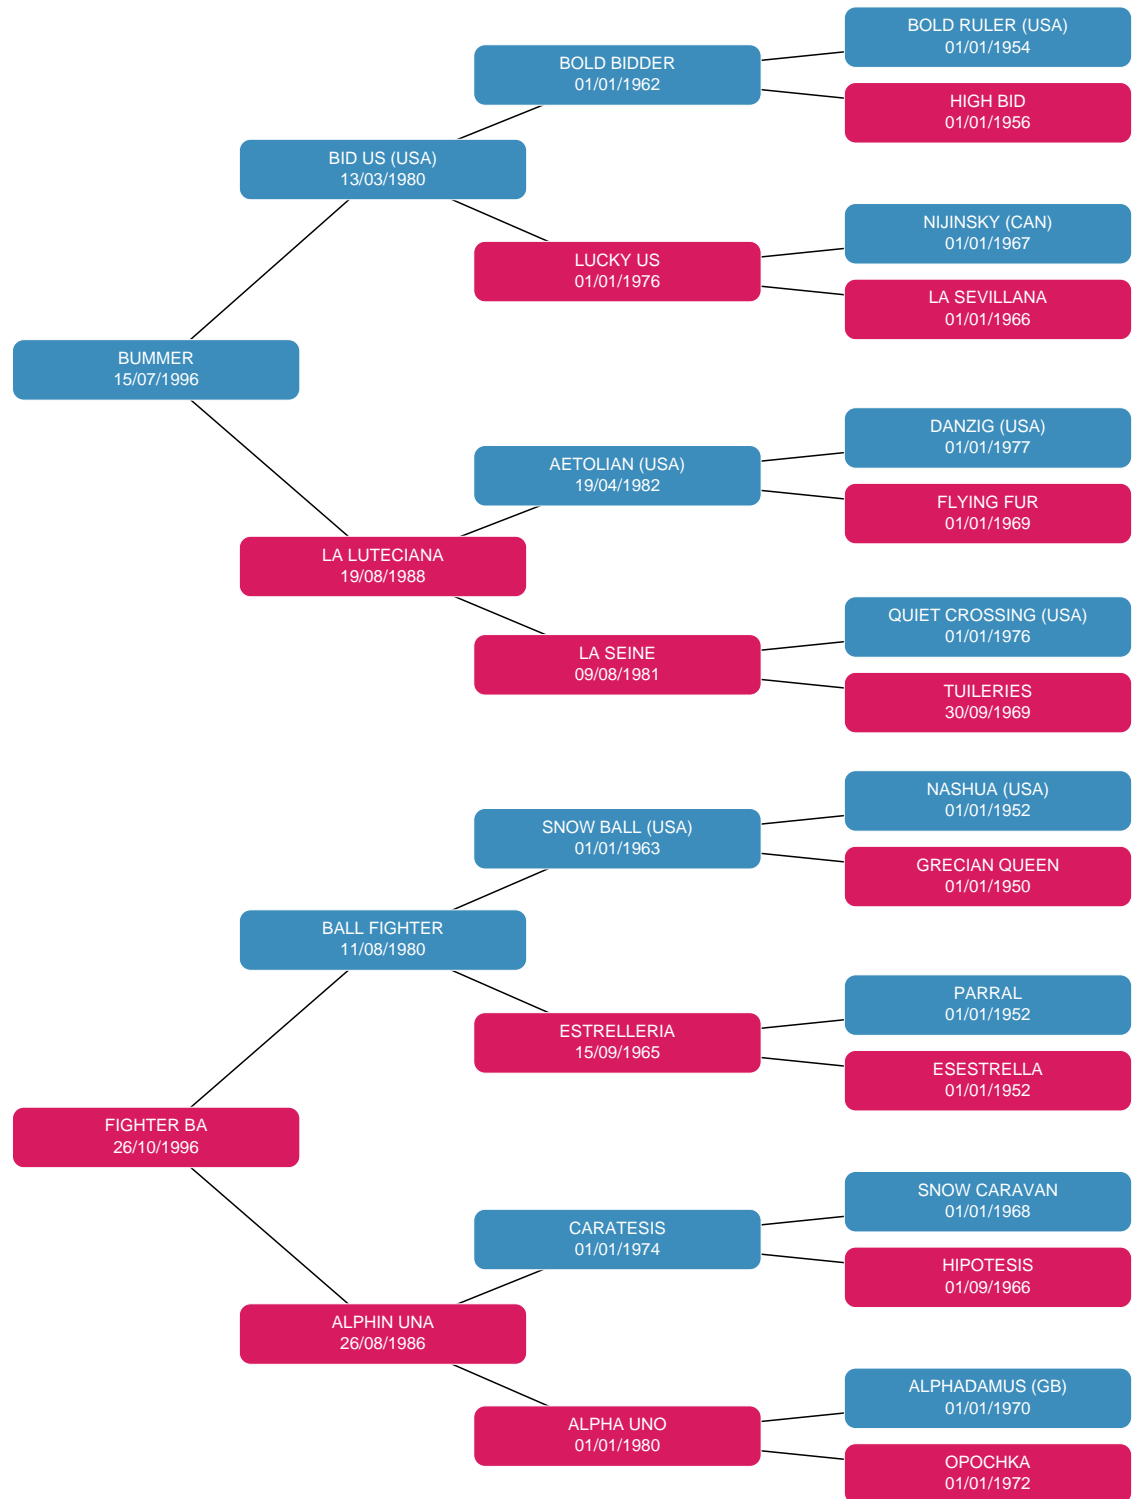 BOLD RULER (USA)
01/01/1954
BOLD BIDDER
01/01/1962
HIGH BID
01/01/1956
BID US (USA)
13/03/1980
NIJINSKY (CAN)
01/01/1967
LUCKY US
01/01/1976
LA SEVILLANA
01/01/1966
BUMMER
15/07/1996
DANZIG (USA)
01/01/1977
AETOLIAN (USA)
19/04/1982
FLYING FUR
01/01/1969
LA LUTECIANA
19/08/1988
QUIET CROSSING (USA)
01/01/1976
LA SEINE
09/08/1981
TUILERIES
30/09/1969
NASHUA (USA)
01/01/1952
SNOW BALL (USA)
01/01/1963
GRECIAN QUEEN
01/01/1950
BALL FIGHTER
11/08/1980
PARRAL
01/01/1952
ESTRELLERIA
15/09/1965
ESESTRELLA
01/01/1952
FIGHTER BA
26/10/1996
SNOW CARAVAN
01/01/1968
CARATESIS
01/01/1974
HIPOTESIS
01/09/1966
ALPHIN UNA
26/08/1986
ALPHADAMUS (GB)
01/01/1970
ALPHA UNO
01/01/1980
OPOCHKA
01/01/1972